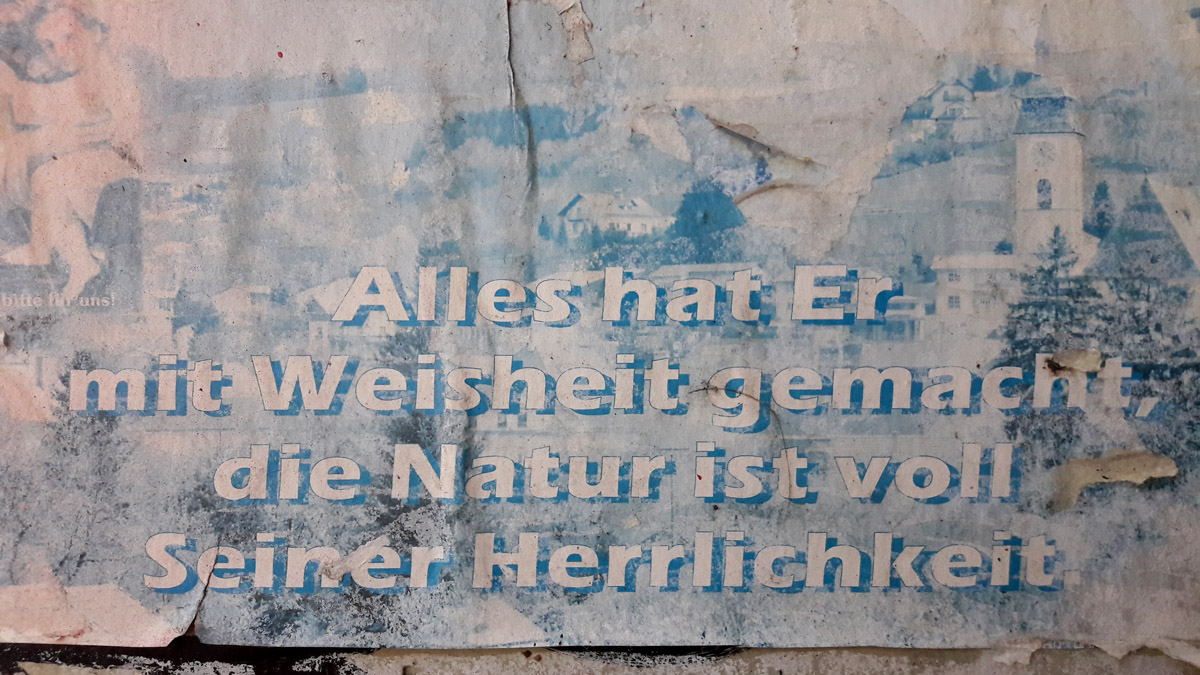 bitte für uns!
Alles hat Er
mit Weisheit gemacht,
die Natur ist voll
Seiner Herrlichkeit.